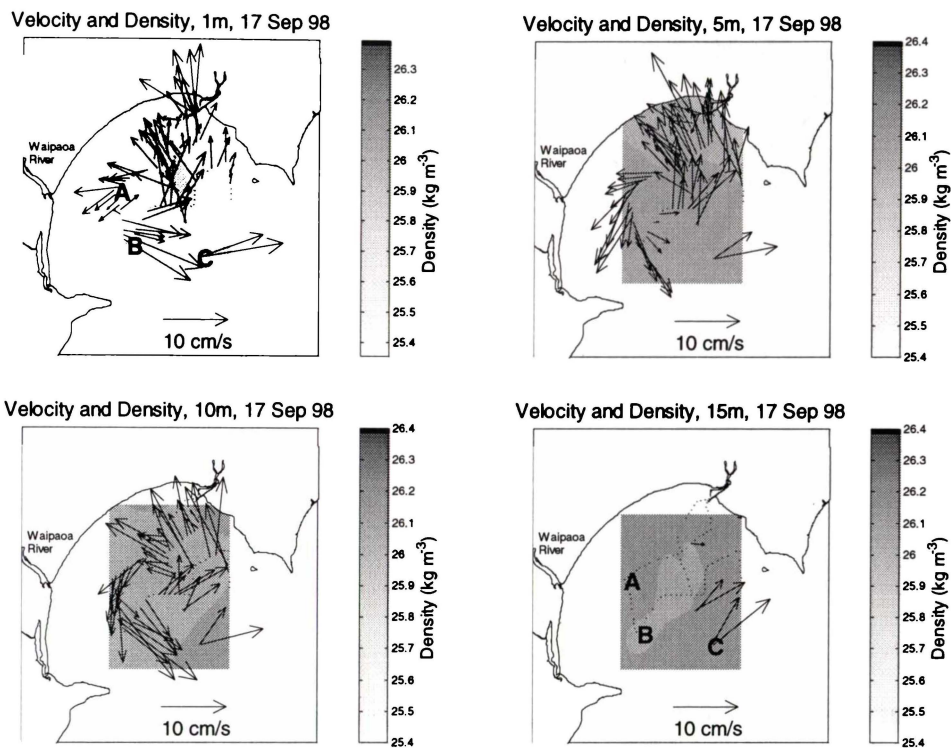 Velocity and Density, 1m, 17 Sep 98
Waipaoa
River
A
B
C
10 cm/s
26.3
26.2
26.1
26
25.9
25.8
25.7
25.6
25.5
25.4
Density (kg m-3)
Velocity and Density, 5m, 17 Sep 98
Waipaoa
River
10 cm/s
26.4
26.3
26.2
26.1
26
25.9
25.8
25.7
25.6
25.5
25.4
Density (kg m-3)
Velocity and Density, 10m, 17 Sep 98
Waipaoa
River
10 cm/s
26.4
26.3
26.2
26.1
26
25.9
25.8
25.7
25.6
25.5
25.4
Density (kg m-3)
Velocity and Density, 15m, 17 Sep 98
Waipaoa
River
A
B
C
10 cm/s
26.4
26.3
26.2
26.1
26
25.9
25.8
25.7
25.6
25.5
25.4
Density (kg m-3)